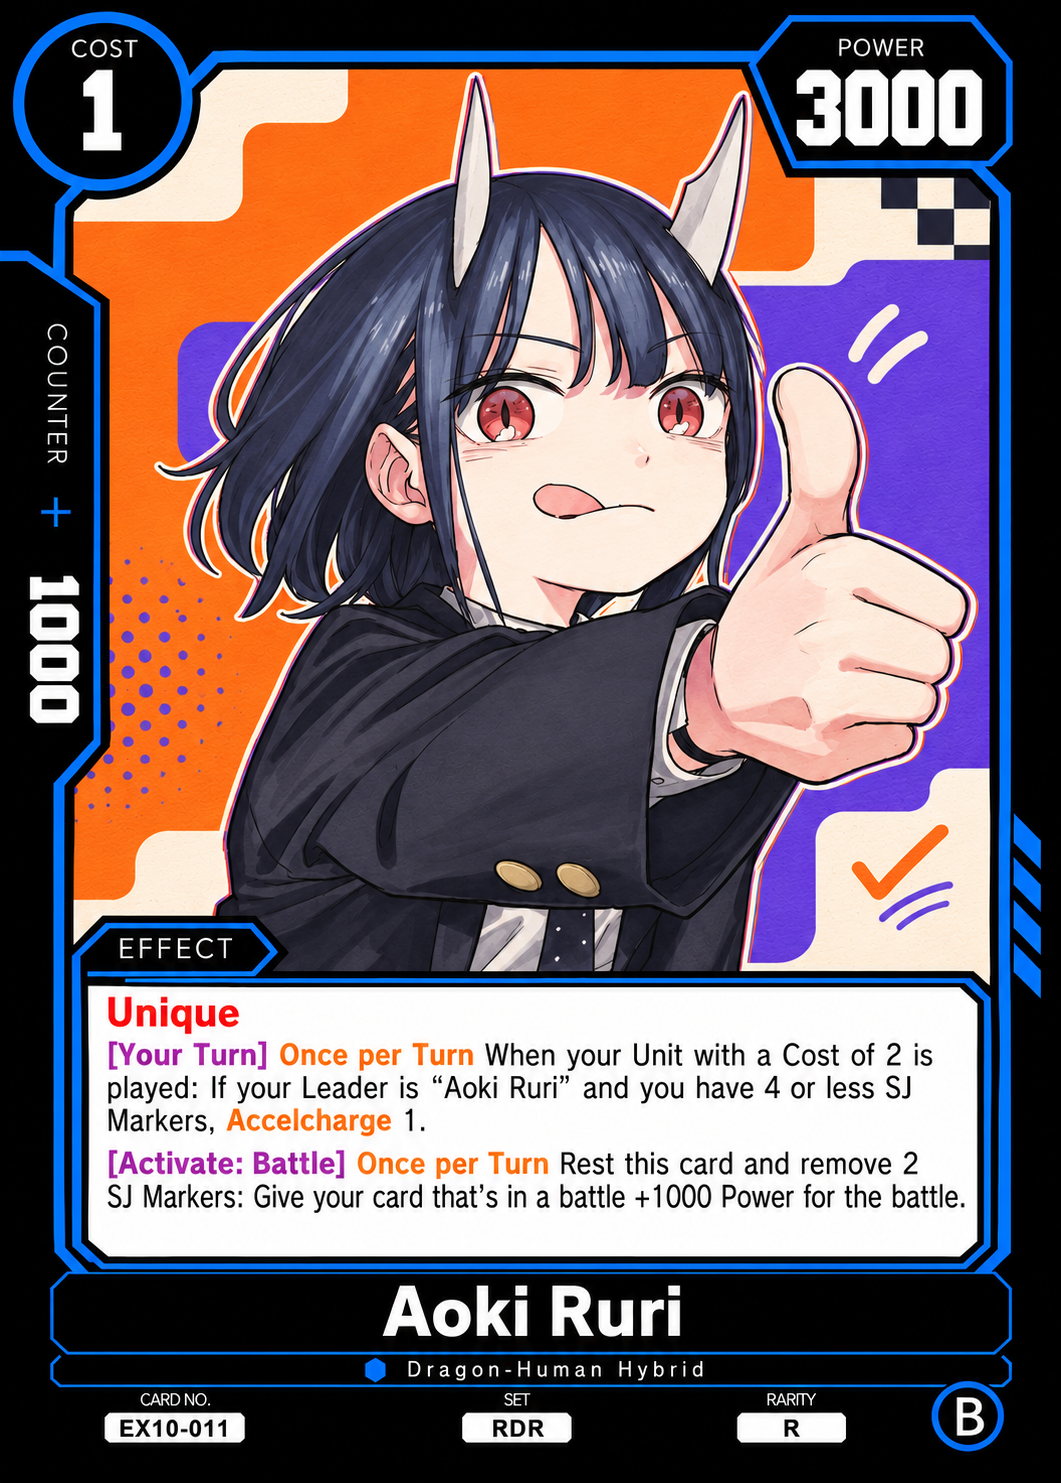 COST
1
POWER
3000
COUNTER
+
1000
EFFECT
Unique
[Your Turn] Once per Turn When your Unit with a Cost of 2 is
played: If your Leader is “Aoki Ruri” and you have 4 or less SJ
Markers, Accelcharge 1.
[Activate: Battle] Once per Turn Rest this card and remove 2
SJ Markers: Give your card that’s in a battle +1000 Power for the battle.
Aoki Ruri
Dragon-Human Hybrid
CARD NO.
EX10-011
SET
RDR
RARITY
R
B